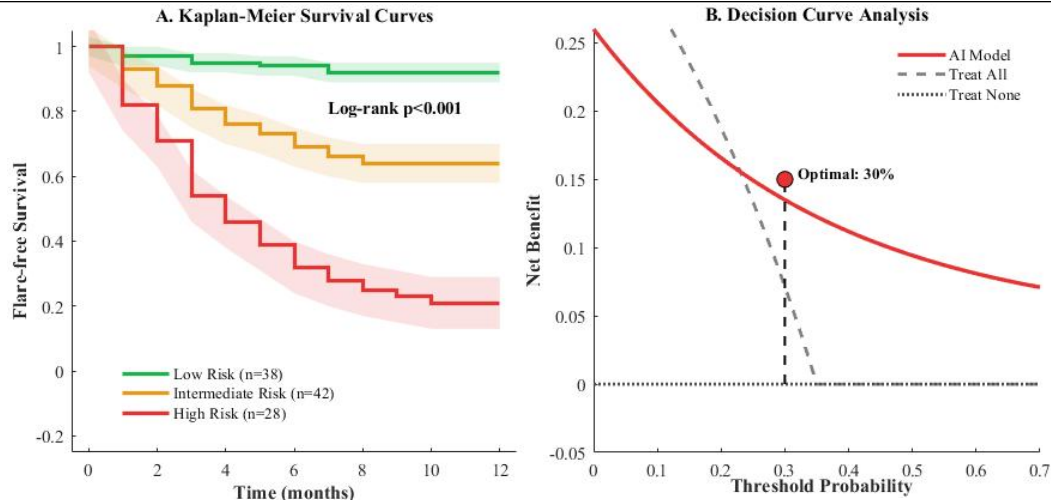 A. Kaplan-Meier Survival Curves
1
0.8
0.6
0.4
0.2
0
-0.2
Flare-free Survival
Log-rank p<0.001
Low Risk (n=38)
Intermediate Risk (n=42)
High Risk (n=28)
0 2 4 6 8 10 12
Time (months)
B. Decision Curve Analysis
0.25
0.2
0.15
0.1
0.05
0
-0.05
Net Benefit
AI Model
Treat All
Treat None
Optimal: 30%
0 0.1 0.2 0.3 0.4 0.5 0.6 0.7
Threshold Probability